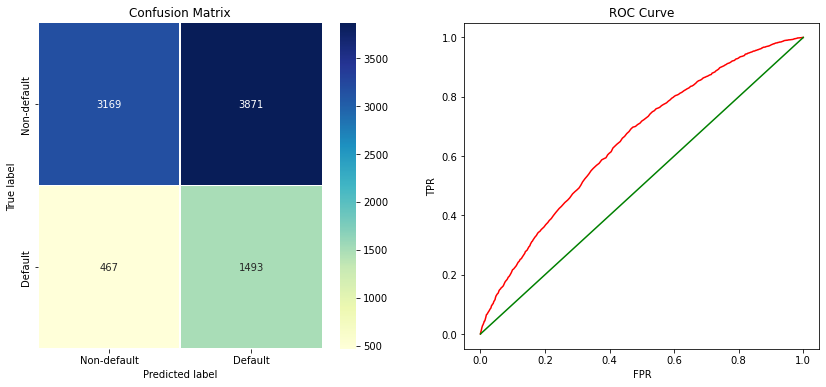 Confusion Matrix
True label
Non-default
Default
3169
3871
467
1493
Non-default
Default
Predicted label
3500
3000
2500
2000
1500
1000
500
ROC Curve
TPR
1.0
0.8
0.6
0.4
0.2
0.0
0.0
0.2
0.4
0.6
0.8
1.0
FPR